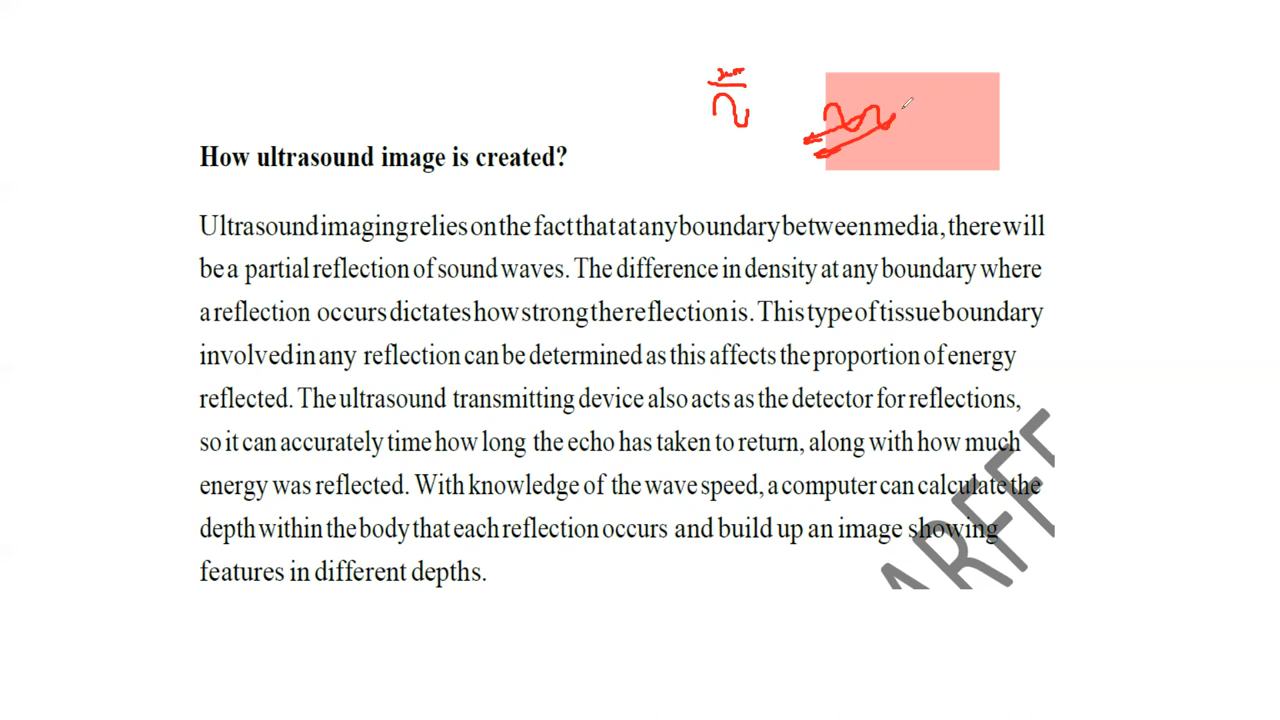 How ultrasound image is created?
Ultrasound imaging relies on the fact that at any boundary between media, there will
be a partial reflection of sound waves. The difference in density at any boundary where
a reflection occurs dictates how strong the reflection is. This type of tissue boundary
involved in any reflection can be determined as this affects the proportion of energy
reflected. The ultrasound transmitting device also acts as the detector for reflections,
so it can accurately time how long the echo has taken to return, along with how much
energy was reflected. With knowledge of the wave speed, a computer can calculate the
depth within the body that each reflection occurs and build up an image showing
features in different depths.